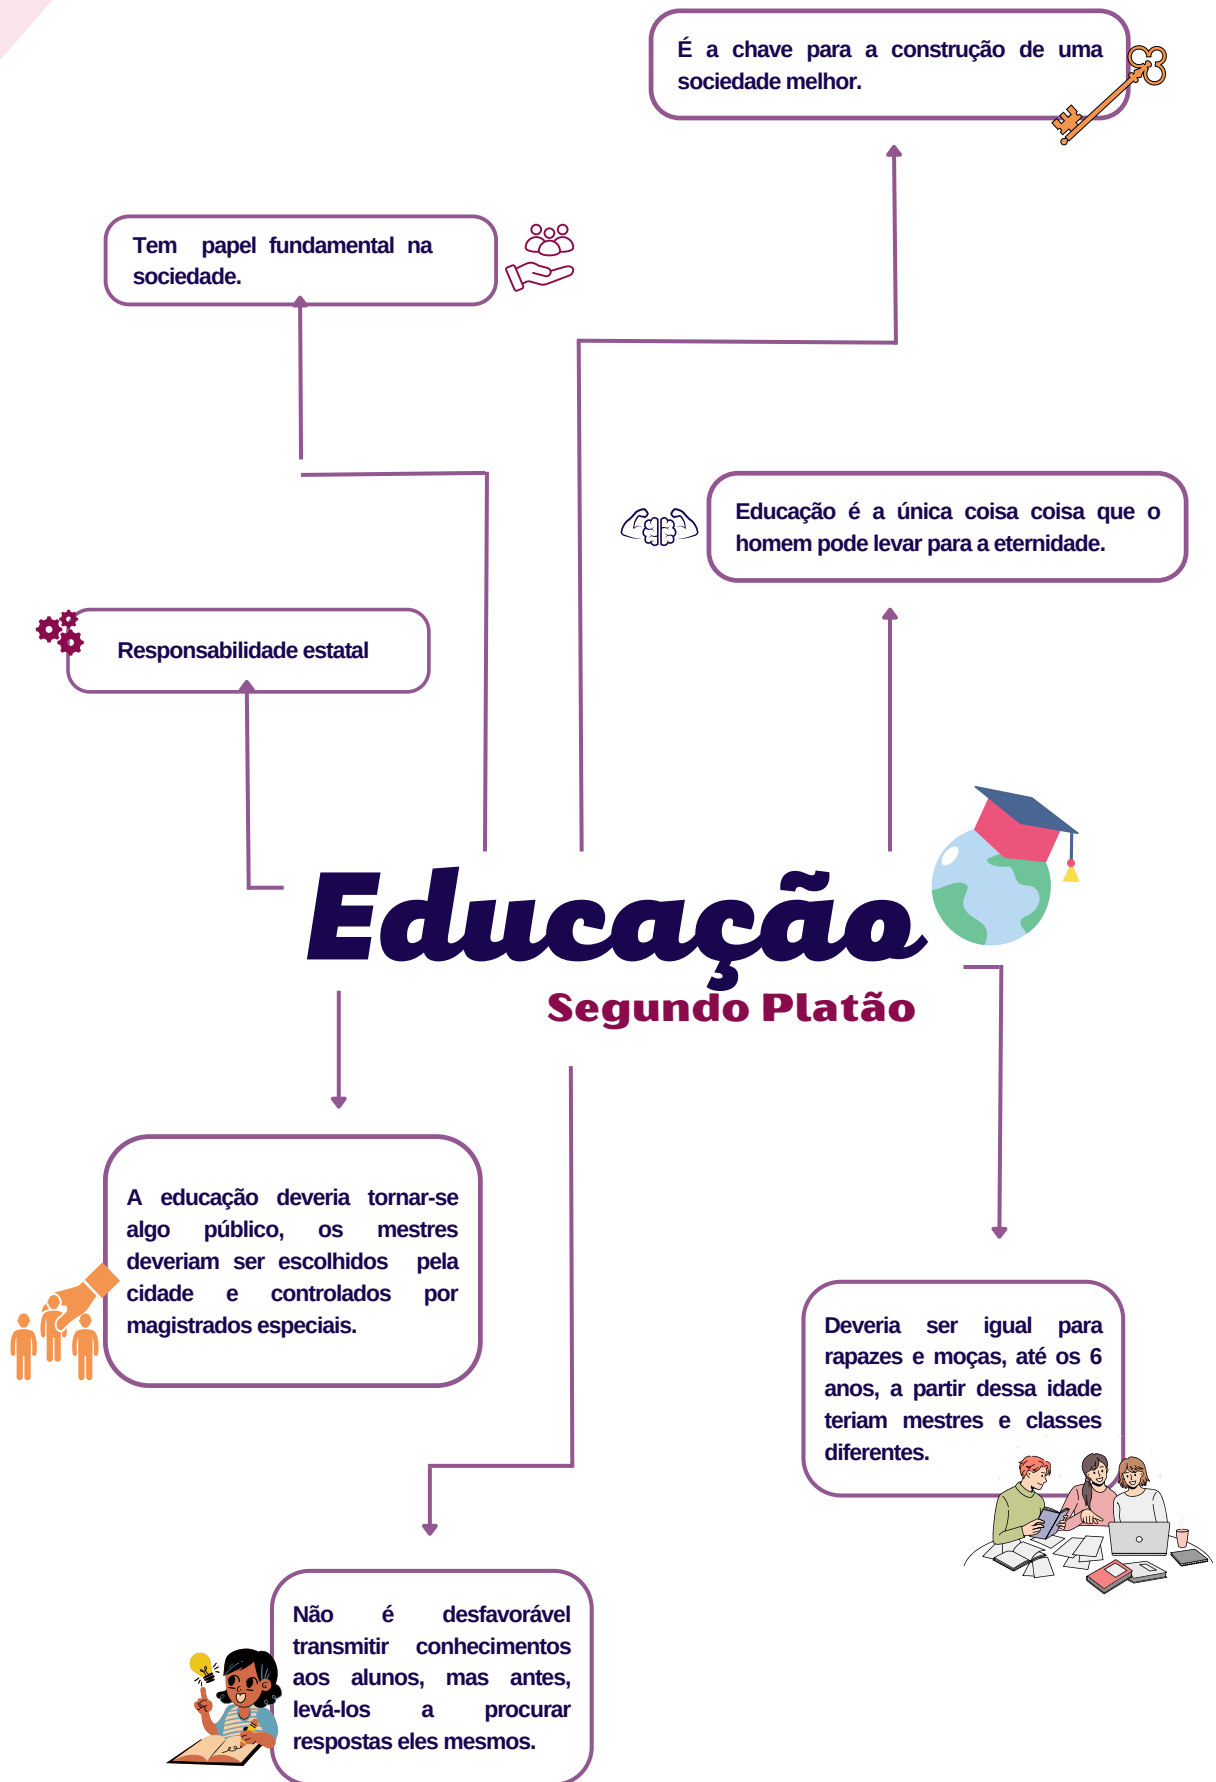 É a chave para a construção de uma
sociedade melhor.
Tem papel fundamental na
sociedade.
Educação é a única coisa coisa que o
homem pode levar para a eternidade.
Responsabilidade estatal
Educação
Segundo Platão
A educação deveria tornar-se
algo público, os mestres
deveriam ser escolhidos pela
cidade e controlados por
magistrados especiais.
Deveria ser igual para
rapazes e moças, até os 6
anos, a partir dessa idade
teriam mestres e classes
diferentes.
Não é desfavorável
transmitir conhecimentos
aos alunos, mas antes,
levá-los a procurar
respostas eles mesmos.